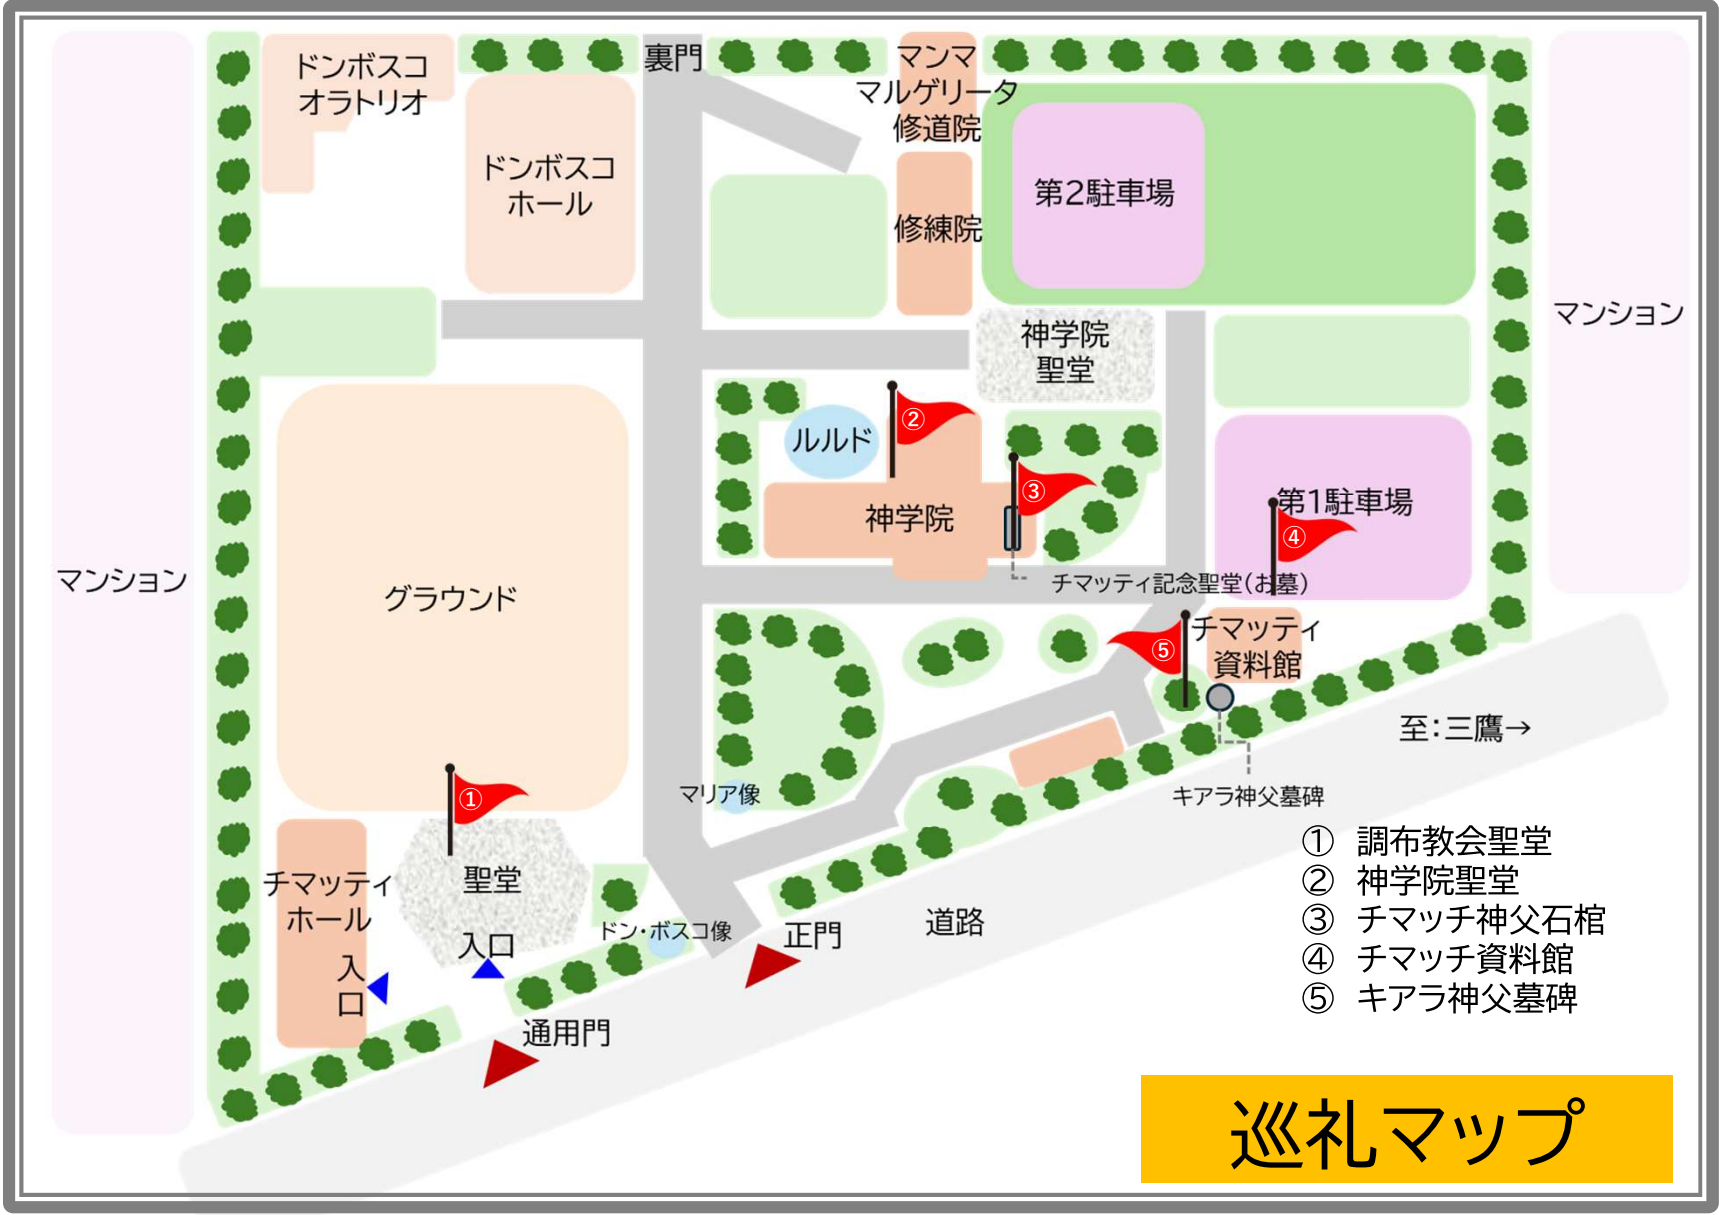 裏門
マンマ
マルゲリータ
修道院
ドンボスコ
オラトリオ
ドンボスコ
ホール
修練院
第2駐車場
マンション
神学院
聖堂
②
ルルド
③
第1駐車場
④
神学院
マンション
グラウンド
チマッティ記念聖堂(お墓)
⑤
チマッティ
資料館
至:三鷹→
①
マリア像
キアラ神父墓碑
チマッティ
ホール
聖堂
入口
入
口
ドン・ボスコ像
正門
道路
通用門
① 調布教会聖堂
② 神学院聖堂
③ チマッチ神父石棺
④ チマッチ資料館
⑤ キアラ神父墓碑
巡礼マップ